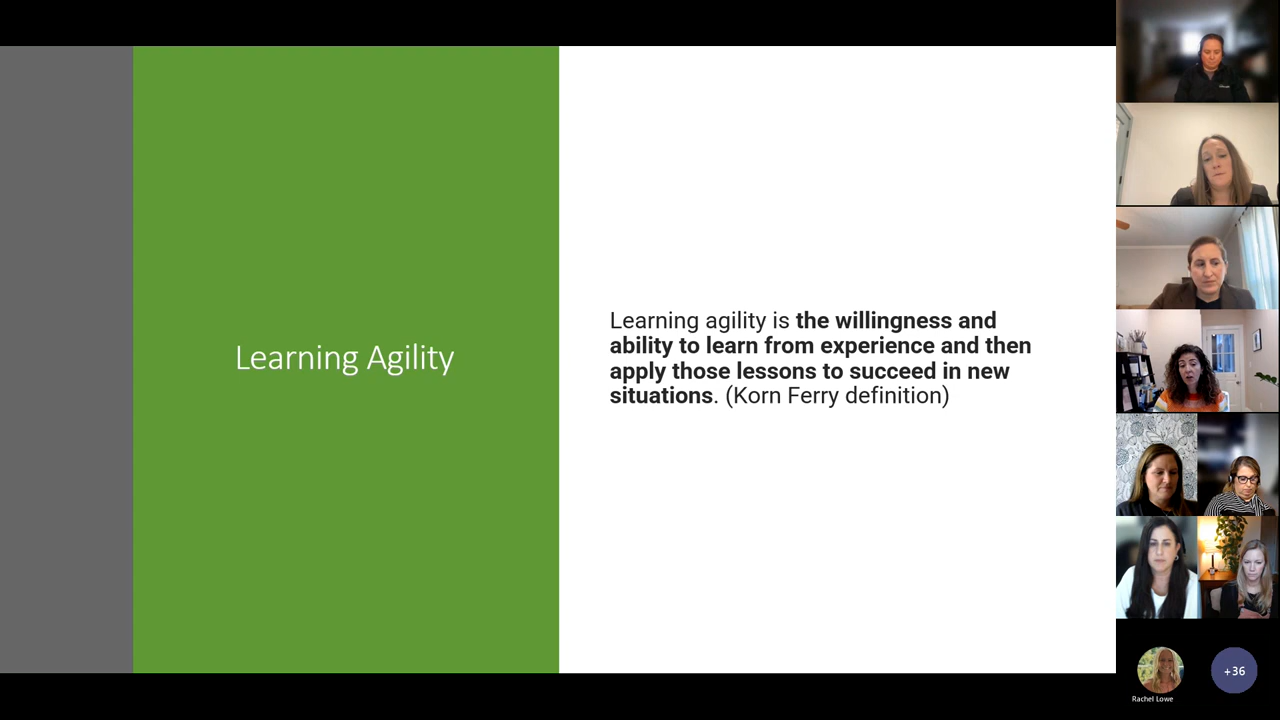 Learning Agility
Learning agility is the willingness and
ability to learn from experience and then
apply those lessons to succeed in new
situations. (Korn Ferry definition)
Rachel Lowe
+36